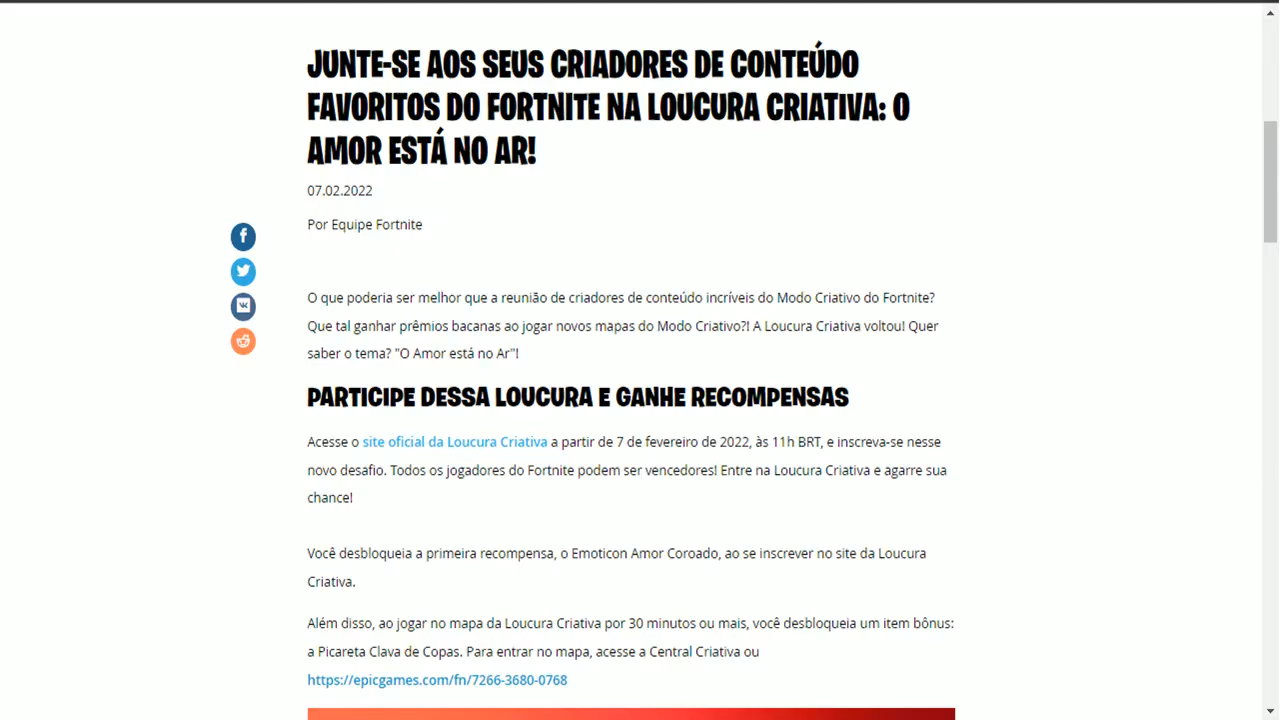 JUNTE-SE AOS SEUS CRIADORES DE CONTEÚDO
FAVORITOS DO FORTNITE NA LOUCURA CRIATIVA: O
AMOR ESTÁ NO AR!
07.02.2022
Por Equipe Fortnite
O que poderia ser melhor que a reunião de criadores de conteúdo incríveis do Modo Criativo do Fortnite?
Que tal ganhar prêmios bacanas ao jogar novos mapas do Modo Criativo?! A Loucura Criativa voltou! Quer
saber o tema? "O Amor está no Ar"!
PARTICIPE DESSA LOUCURA E GANHE RECOMPENSAS
Acesse o site oficial da Loucura Criativa a partir de 7 de fevereiro de 2022, às 11h BRT, e inscreva-se nesse
novo desafio. Todos os jogadores do Fortnite podem ser vencedores! Entre na Loucura Criativa e agarre sua
chance!
Você desbloqueia a primeira recompensa, o Emoticon Amor Coroado, ao se inscrever no site da Loucura
Criativa.
Além disso, ao jogar no mapa da Loucura Criativa por 30 minutos ou mais, você desbloqueia um item bônus:
a Picareta Clava de Copas. Para entrar no mapa, acesse a Central Criativa ou
https://epicgames.com/fn/7266-3680-0768